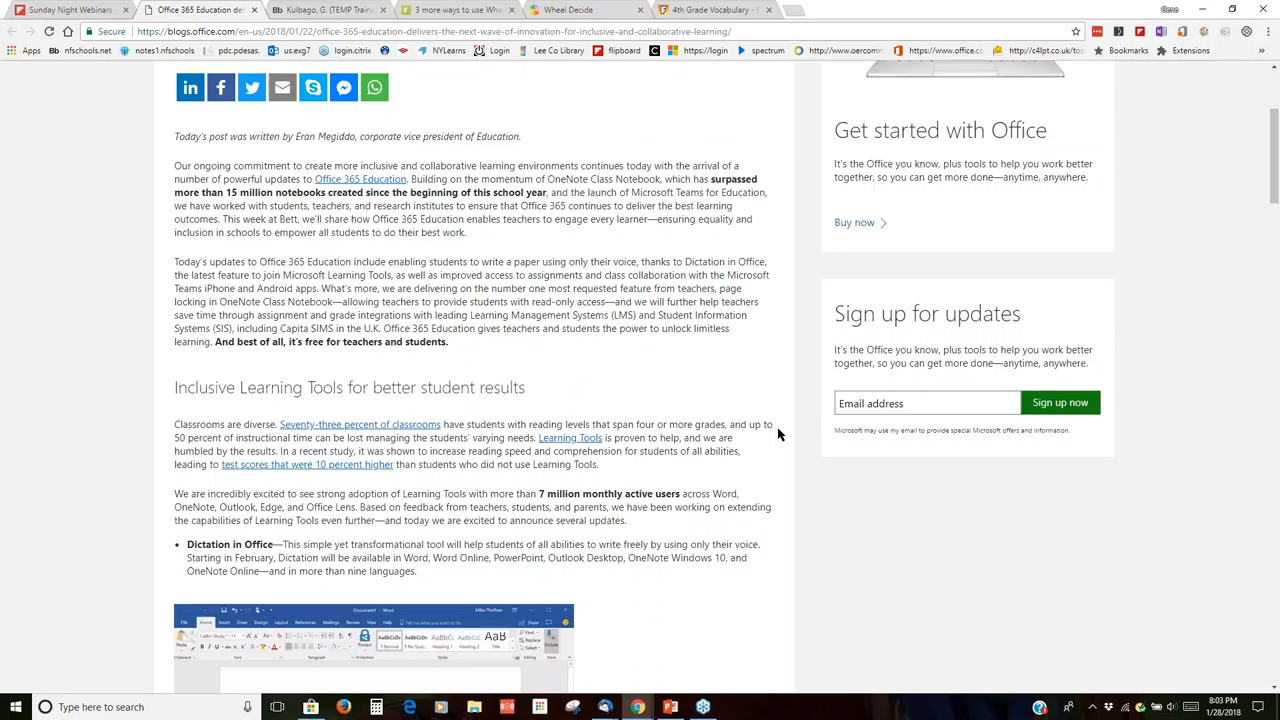 Sunday Night Webinars
Office 365 Education del
Kulbago, G. (TEMP Traini
3 more ways to use Whe
Wheel Decide
4th Grade Vocabulary -
Gene
Secure
https://blogs.office.com/en-us/2018/01/22/office-365-education-delivers-the-next-wave-of-innovation-for-inclusive-and-collaborative-learning/
Apps
nfschools.net
notes1.nfschools
pdc.pdesas.
us.exg7
login.citrix
NYLearns
Login
Lee Co Library
flipboard
https://login
spectrum
http://www.oercomm
https://www.office.c
http://c4lpt.co.uk/to
Bookmarks
Extensions
Today's post was written by Eran Megiddo, corporate vice president of Education.
Our ongoing commitment to create more inclusive and collaborative learning environments continues today with the arrival of a
number of powerful updates to Office 365 Education. Building on the momentum of OneNote Class Notebook, which has surpassed
more than 15 million notebooks created since the beginning of this school year, and the launch of Microsoft Teams for Education,
we have worked with students, teachers, and research institutes to ensure that Office 365 continues to deliver the best learning
outcomes. This week at Bett, we'll share how Office 365 Education enables teachers to engage every learner—ensuring equality and
inclusion in schools to empower all students to do their best work.
Today's updates to Office 365 Education include enabling students to write a paper using only their voice, thanks to Dictation in Office,
the latest feature to join Microsoft Learning Tools, as well as improved access to assignments and class collaboration with the Microsoft
Teams iPhone and Android apps. What's more, we are delivering on the number one most requested feature from teachers, page
locking in OneNote Class Notebook—allowing teachers to provide students with read-only access—and we will further help teachers
save time through assignment and grade integrations with leading Learning Management Systems (LMS) and Student Information
Systems (SIS), including Capita SIMS in the U.K. Office 365 Education gives teachers and students the power to unlock limitless
learning. And best of all, it's free for teachers and students.
Inclusive Learning Tools for better student results
Classrooms are diverse. Seventy-three percent of classrooms have students with reading levels that span four or more grades, and up to
50 percent of instructional time can be lost managing the students' varying needs. Learning Tools is proven to help, and we are
humbled by the results. In a recent study, it was shown to increase reading speed and comprehension for students of all abilities,
leading to test scores that were 10 percent higher than students who did not use Learning Tools.
We are incredibly excited to see strong adoption of Learning Tools with more than 7 million monthly active users across Word,
OneNote, Outlook, Edge, and Office Lens. Based on feedback from teachers, students, and parents, we have been working on extending
the capabilities of Learning Tools even further—and today we are excited to announce several updates.
• Dictation in Office—This simple yet transformational tool will help students of all abilities to write freely by using only their voice.
Starting in February, Dictation will be available in Word, Word Online, PowerPoint, Outlook Desktop, OneNote Windows 10, and
OneNote Online—and in more than nine languages.
Document1 - Word
File Home Insert Draw Design Layout References Mailings Review View Help Tell me what you want to do
Share
Get started with Office
It's the Office you know, plus tools to help you work better
together, so you can get more done—anytime, anywhere.
Buy now
Sign up for updates
It's the Office you know, plus tools to help you work better
together, so you can get more done—anytime, anywhere.
Email address
Sign up now
Microsoft may use my email to provide special Microsoft offers and information.
Type here to search
8:03 PM
1/28/2018